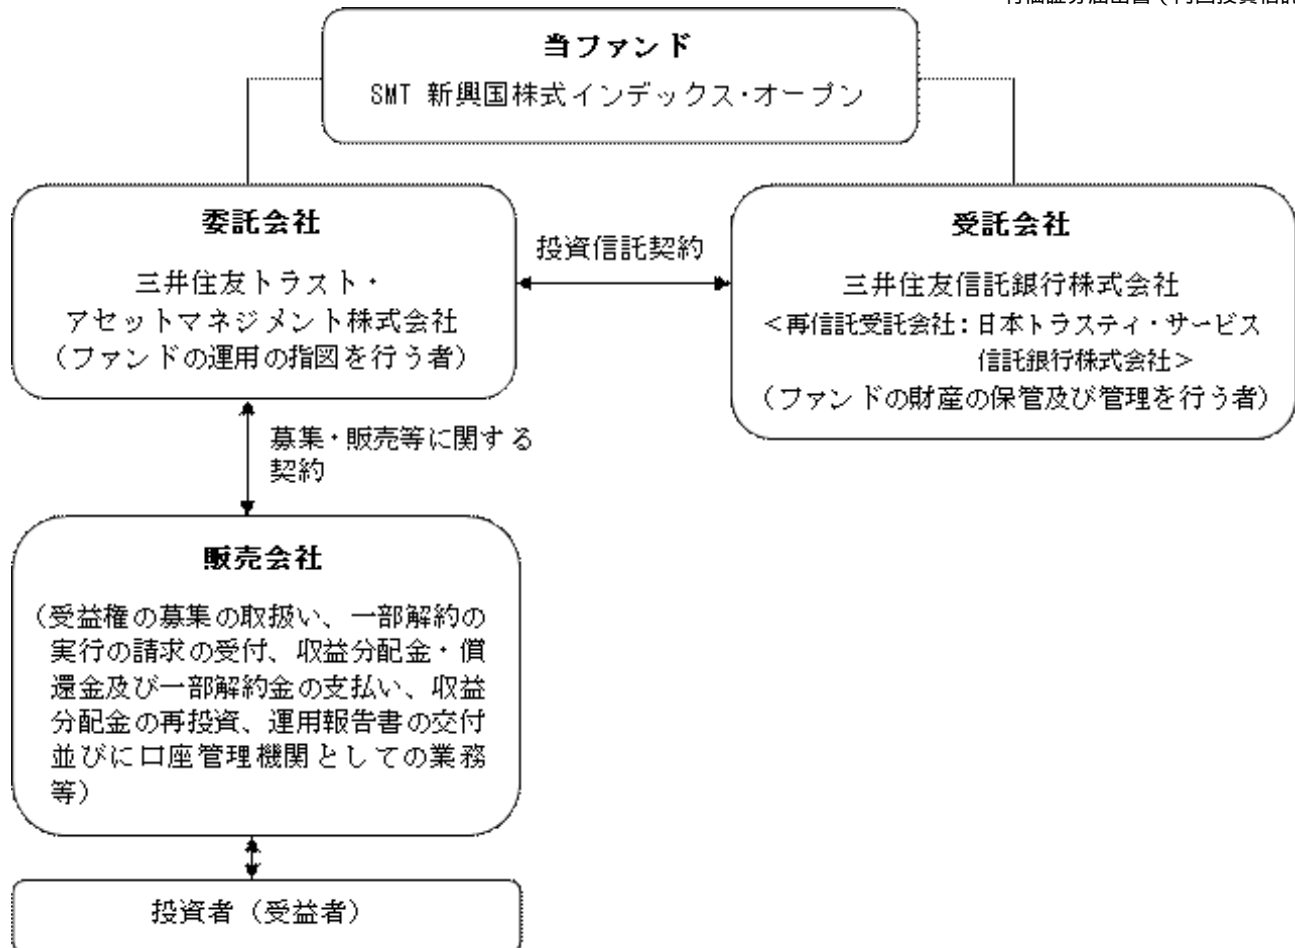 当ファンド
SMT 新興国株式インデックス・オープン
委託会社
三井住友トラスト・
アセットマネジメント株式会社
（ファンドの運用の指図を行う者）
投資信託契約
受託会社
三井住友信託銀行株式会社
＜再信託受託会社：日本トラスティ・サービス
信託銀行株式会社＞
（ファンドの財産の保管及び管理を行う者）
募集・販売等に関する
契約
販売会社
（受益権の募集の取扱い、一部解約の
実行の請求の受付、収益分配金・償
還金及び一部解約金の支払い、収益
分配金の再投資、運用報告書の交付
並びに口座管理機関としての業務
等）
投資者（受益者）